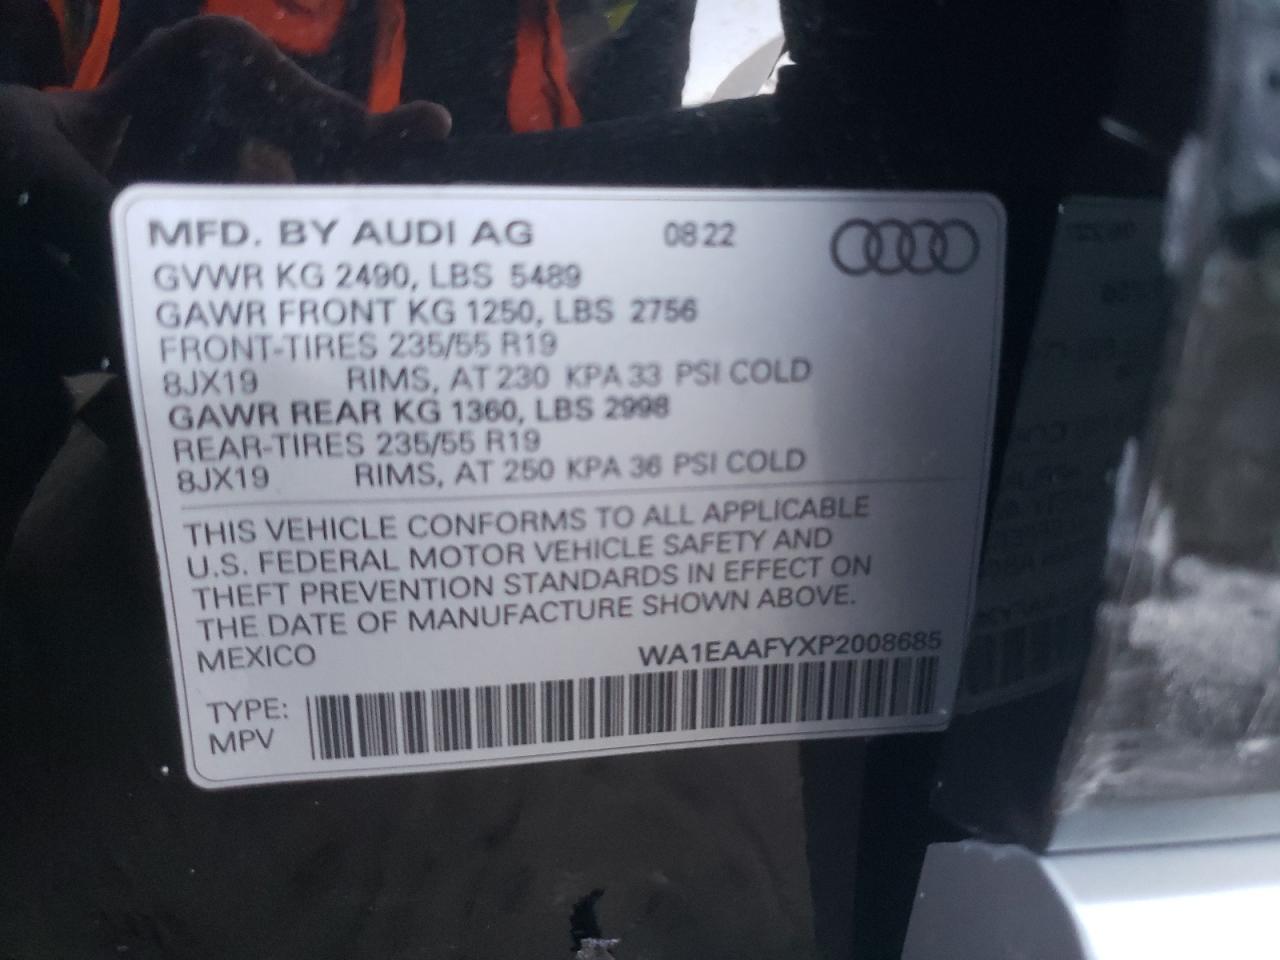 MFD. BY AUDI AG 0822
GVWR KG 2490, LBS 5489
GAWR FRONT KG 1250, LBS 2756
FRONT-TIRES 235/55 R19
8JX19 RIMS, AT 230 KPA 33 PSI COLD
GAWR REAR KG 1360, LBS 2998
REAR-TIRES 235/55 R19
8JX19 RIMS, AT 250 KPA 36 PSI COLD
THIS VEHICLE CONFORMS TO ALL APPLICABLE
U.S. FEDERAL MOTOR VEHICLE SAFETY AND
THEFT PREVENTION STANDARDS IN EFFECT ON
THE DATE OF MANUFACTURE SHOWN ABOVE.
MEXICO WA1EAAFYXP2008685
TYPE:
MPV